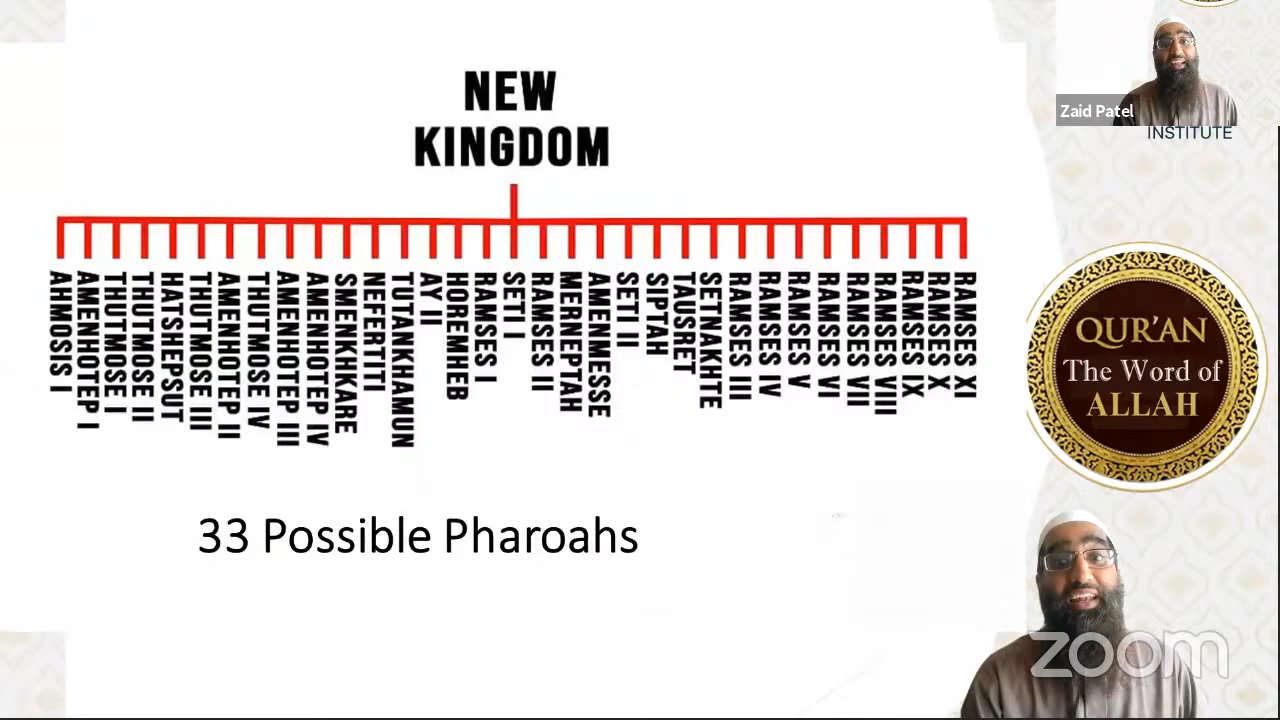 NEW
KINGDOM
AHMOSIS I
AMENHOTEP I
THUTMOSE I
THUTMOSE II
HATSHEPSUT
THUTMOSE III
AMENHOTEP II
THUTMOSE IV
AMENHOTEP III
AMENHOTEP IV
SMENKHKARE
NEFERTITI
TUTANKHAMUN
AY II
HOREMHEB
RAMSES I
SETI I
RAMSES II
MERNEPTAH
AMENMESSE
SETI II
SIPTAH
TAUSRET
SETNAKHTE
RAMSES III
RAMSES IV
RAMSES V
RAMSES VI
RAMSES VII
RAMSES VIII
RAMSES IX
RAMSES X
RAMSES XI
33 Possible Pharoahs
Zaid Patel
INSTITUTE
QUR'AN
The Word of
ALLAH
zoom